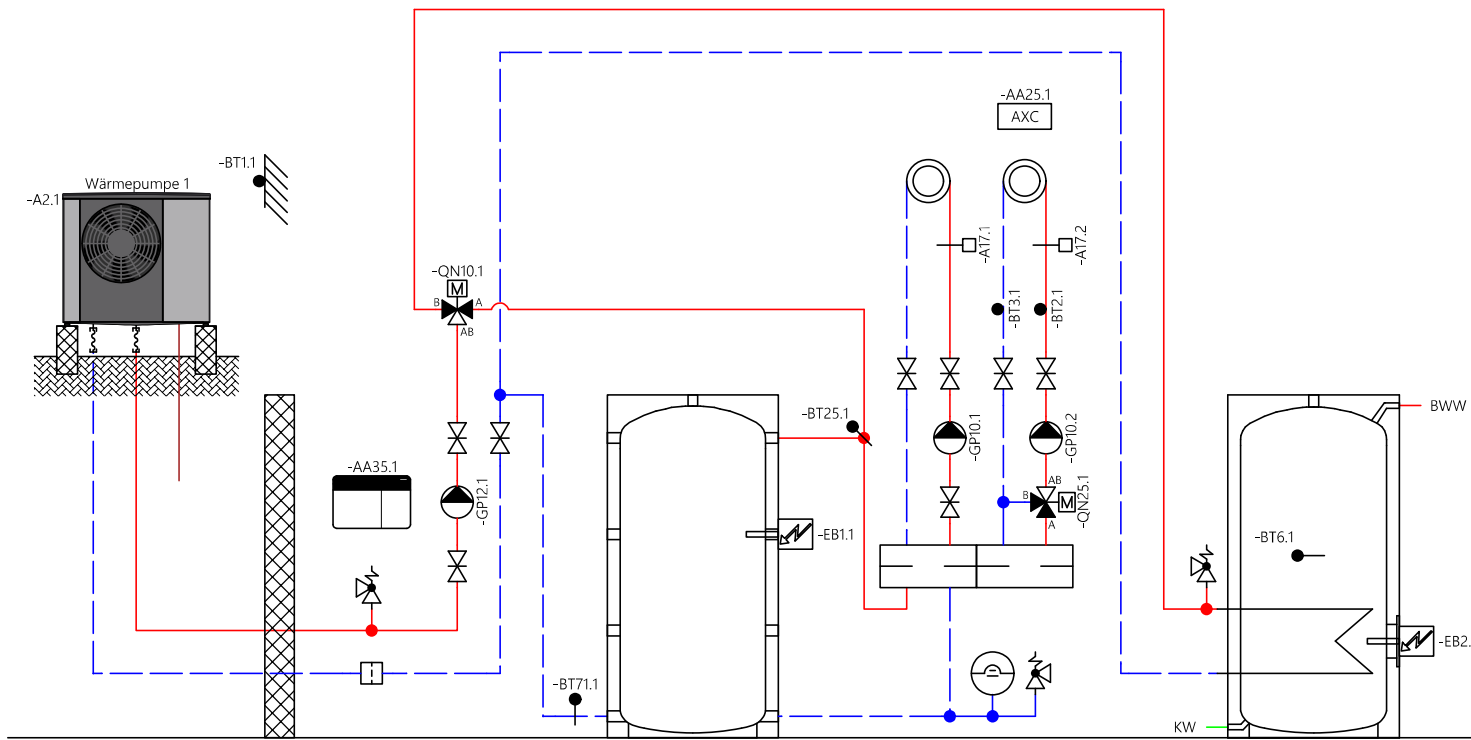 -AA25.1
AXC
-BT1.1
Wärmepumpe 1
-A2.1
-A17.1
-A17.2
-QN10.1
M
B
A
AB
-BT3.1
-BT2.1
-BT25.1
BWW
-GP10.1
-GP10.2
-AA35.1
-GP12.1
AB
B
M
A
-QN25.1
-EB1.1
-BT6.1
-EB2.
-BT71.1
KW